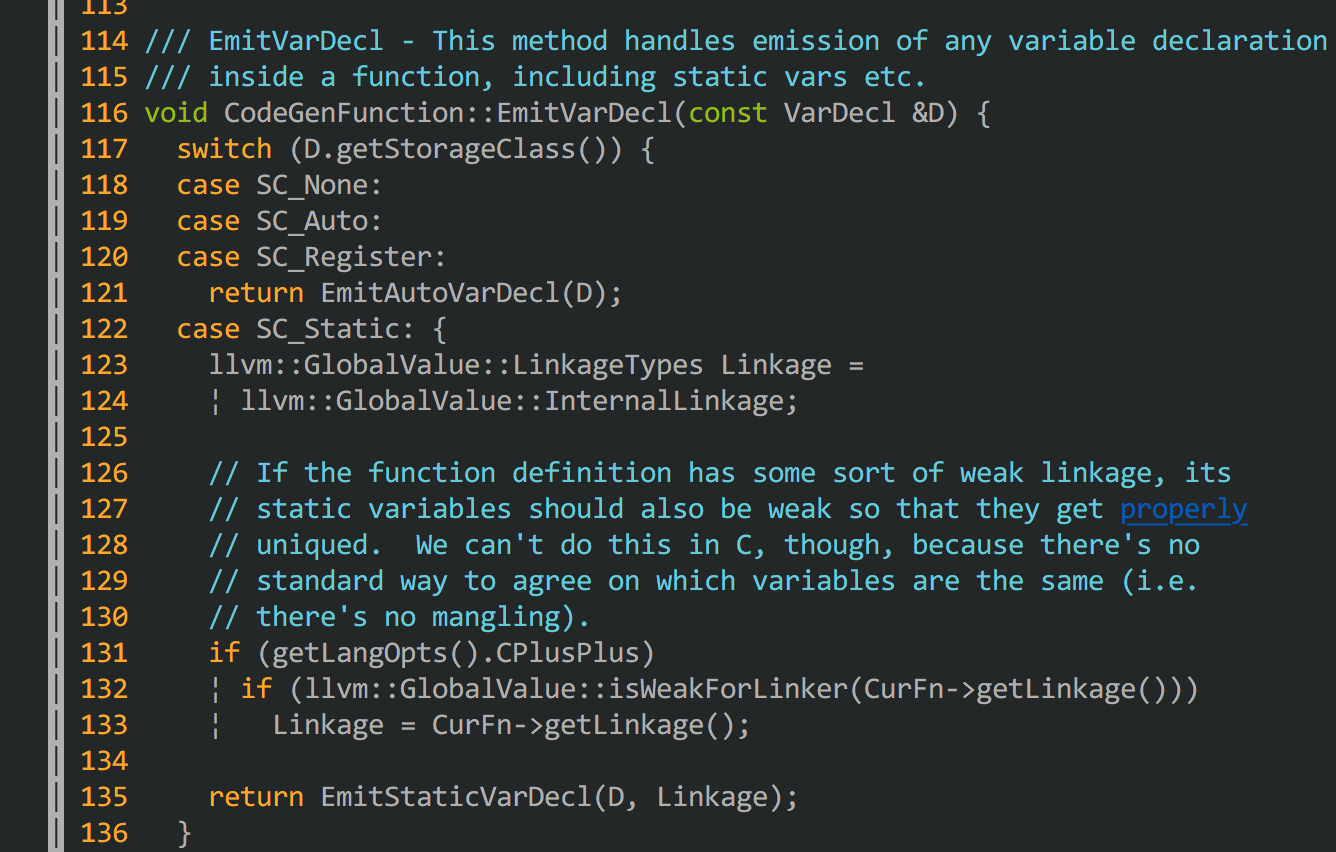 113
114 /// EmitVarDecl - This method handles emission of any variable declaration
115 /// inside a function, including static vars etc.
116 void CodeGenFunction::EmitVarDecl(const VarDecl &D) {
117   switch (D.getStorageClass()) {
118   case SC_None:
119   case SC_Auto:
120   case SC_Register:
121     return EmitAutoVarDecl(D);
122   case SC_Static: {
123     llvm::GlobalValue::LinkageTypes Linkage =
124     ¦ llvm::GlobalValue::InternalLinkage;
125
126     // If the function definition has some sort of weak linkage, its
127     // static variables should also be weak so that they get properly
128     // uniqued.  We can't do this in C, though, because there's no
129     // standard way to agree on which variables are the same (i.e.
130     // there's no mangling).
131     if (getLangOpts().CPlusPlus)
132     ¦ if (llvm::GlobalValue::isWeakForLinker(CurFn->getLinkage()))
133     ¦   Linkage = CurFn->getLinkage();
134
135     return EmitStaticVarDecl(D, Linkage);
136   }